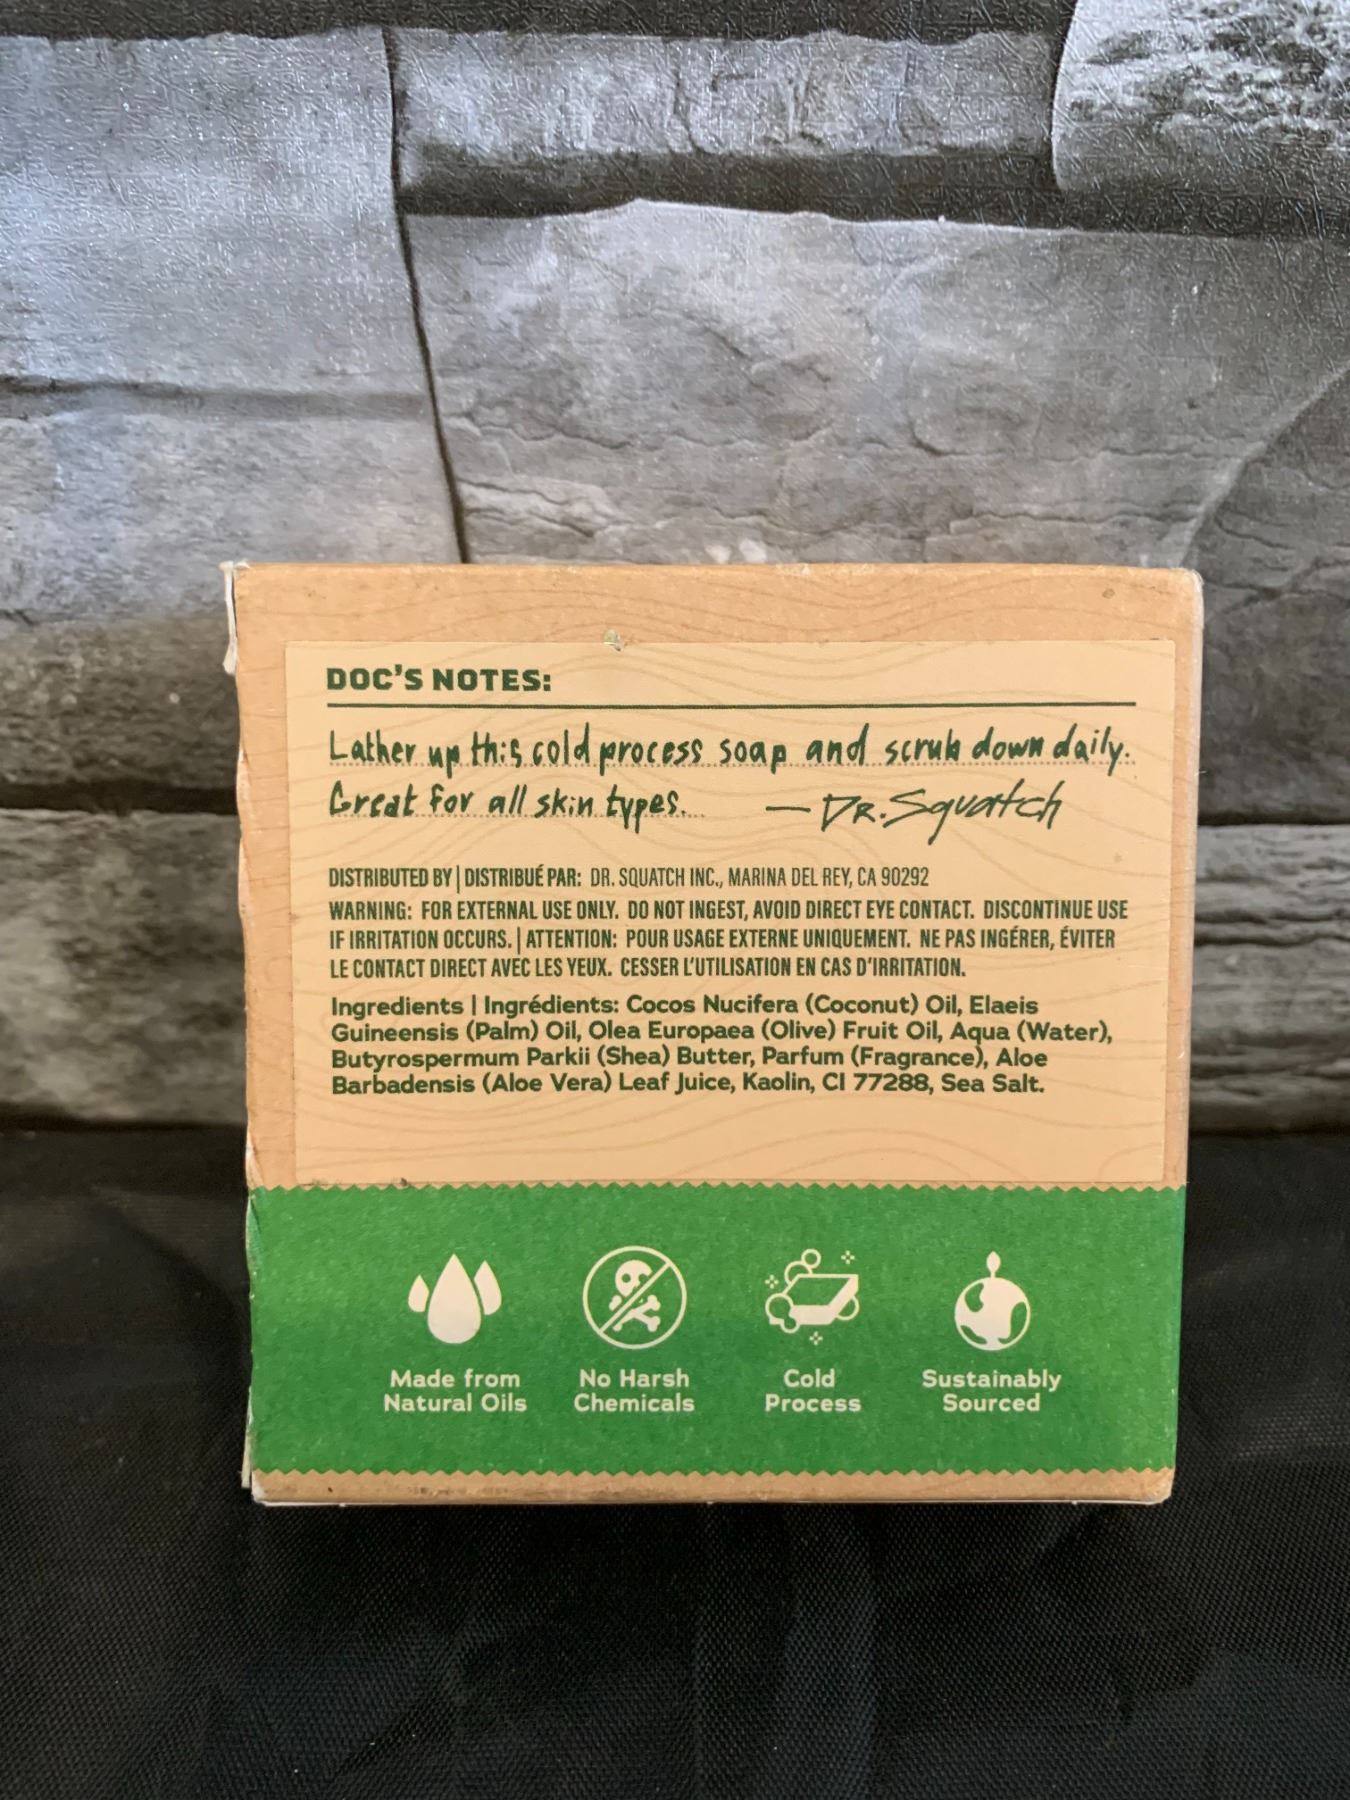 DOC'S NOTES:
Lather up this cold process soap and scrub down daily.
Great for all skin types. — DR. Squatch
DISTRIBUTED BY | DISTRIBUÉ PAR: DR. SQUATCH INC., MARINA DEL REY, CA 90292
WARNING: FOR EXTERNAL USE ONLY. DO NOT INGEST, AVOID DIRECT EYE CONTACT. DISCONTINUE USE
IF IRRITATION OCCURS. | ATTENTION: POUR USAGE EXTERNE UNIQUEMENT. NE PAS INGÉRER, ÉVITER
LE CONTACT DIRECT AVEC LES YEUX. CESSER L'UTILISATION EN CAS D'IRRITATION.
Ingredients | Ingrédients: Cocos Nucifera (Coconut) Oil, Elaeis
Guineensis (Palm) Oil, Olea Europaea (Olive) Fruit Oil, Aqua (Water),
Butyrospermum Parkii (Shea) Butter, Parfum (Fragrance), Aloe
Barbadensis (Aloe Vera) Leaf Juice, Kaolin, CI 77288, Sea Salt.
Made from
Natural Oils
No Harsh
Chemicals
Cold
Process
Sustainably
Sourced